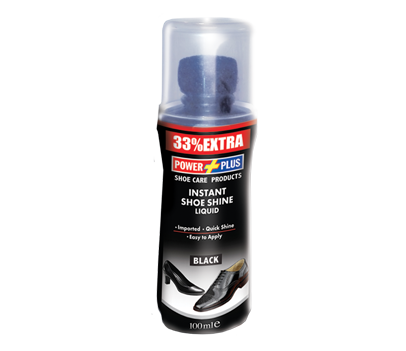 33% EXTRA
POWER PLUS
SHOE CARE PRODUCTS
INSTANT
SHOE SHINE
LIQUID
• Imported • Quick Shine
• Easy to Apply
BLACK
100ml e